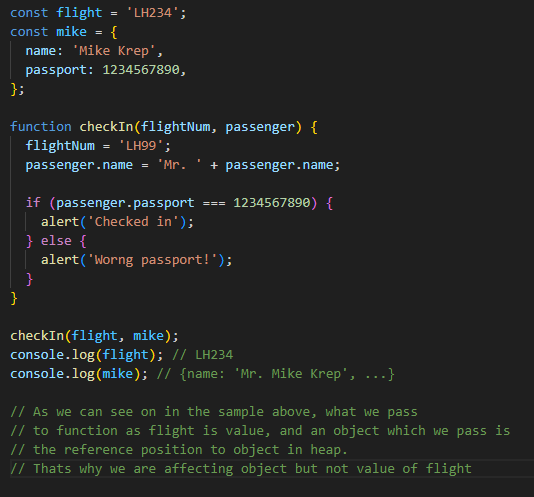 const flight = 'LH234';
const mike = {
  name: 'Mike Krep',
  passport: 1234567890,
};

function checkIn(flightNum, passenger) {
  flightNum = 'LH99';
  passenger.name = 'Mr. ' + passenger.name;

  if (passenger.passport === 1234567890) {
    alert('Checked in');
  } else {
    alert('Worng passport!');
  }
}

checkIn(flight, mike);
console.log(flight); // LH234
console.log(mike); // {name: 'Mr. Mike Krep', ...}

// As we can see on in the sample above, what we pass
// to function as flight is value, and an object which we pass is
// the reference position to object in heap.
// Thats why we are affecting object but not value of flight